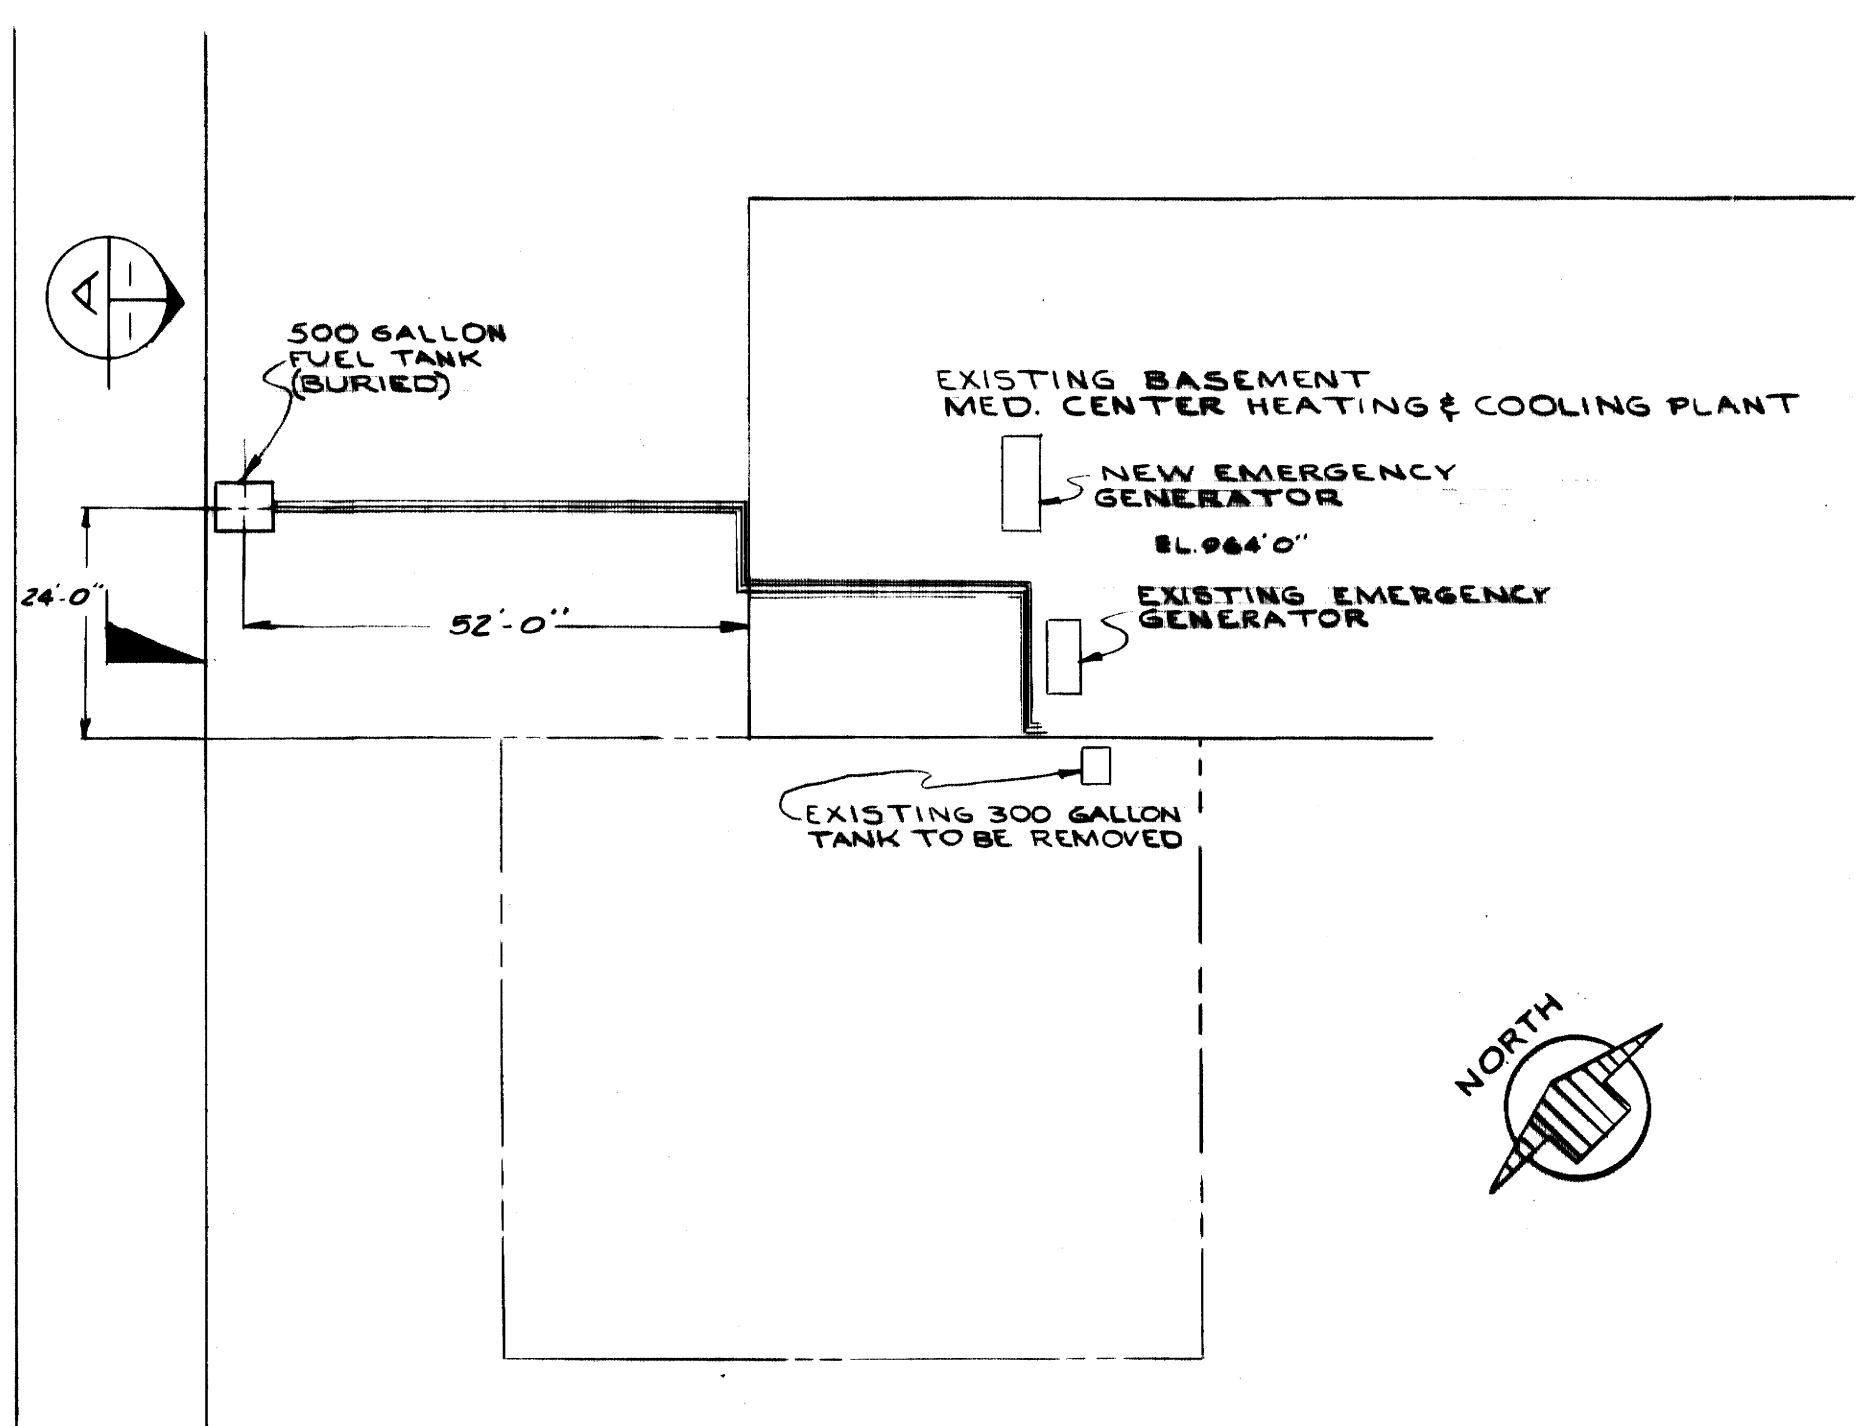 A
500 GALLON
FUEL TANK
(BURIED)
EXISTING BASEMENT
MED. CENTER HEATING & COOLING PLANT
NEW EMERGENCY
GENERATOR
EL. 964'0"
24'-0"
52'-0"
EXISTING EMERGENCY
GENERATOR
EXISTING 300 GALLON
TANK TO BE REMOVED
NORTH